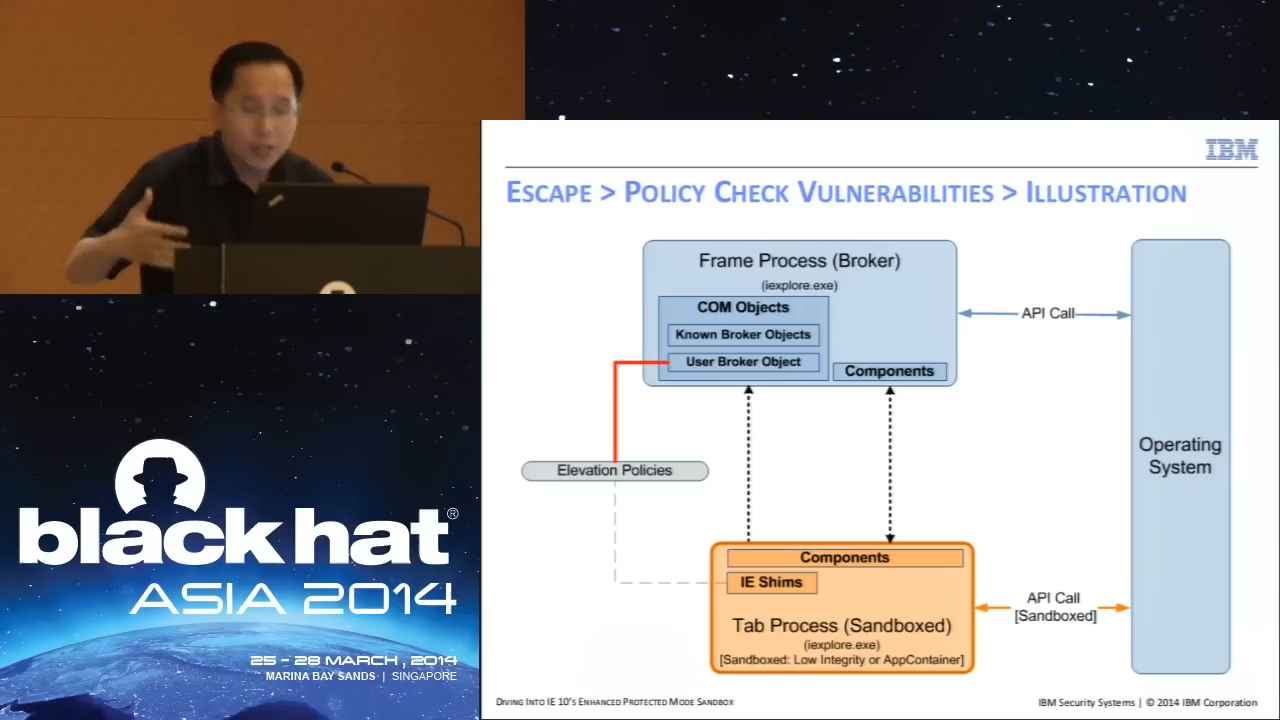 IBM
ESCAPE > POLICY CHECK VULNERABILITIES > ILLUSTRATION
Frame Process (Broker)
(iexplore.exe)
COM Objects
Known Broker Objects
User Broker Object
Components
API Call
Operating
System
Elevation Policies
Components
IE Shims
Tab Process (Sandboxed)
(iexplore.exe)
[Sandboxed: Low Integrity or AppContainer]
API Call
[Sandboxed]
DIVING INTO IE 10'S ENHANCED PROTECTED MODE SANDBOX
IBM Security Systems | © 2014 IBM Corporation
black hat®
ASIA 2014
25 - 28 MARCH, 2014
MARINA BAY SANDS | SINGAPORE